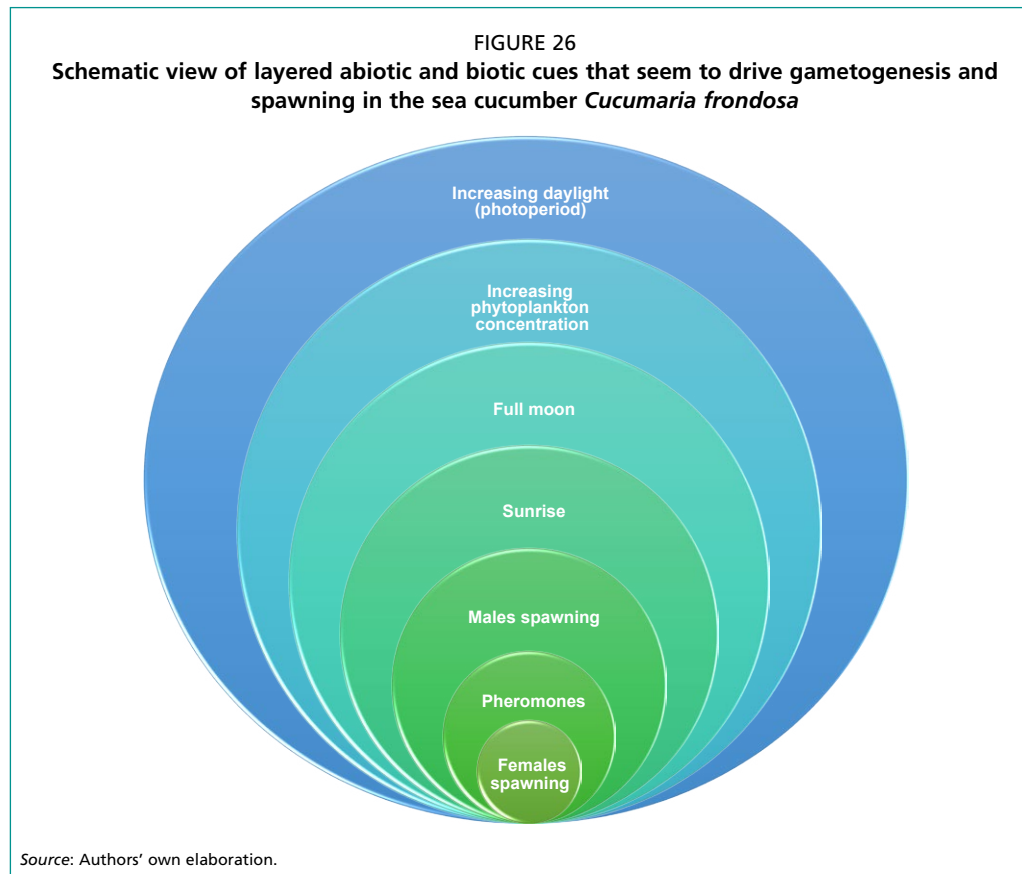 FIGURE 26
Schematic view of layered abiotic and biotic cues that seem to drive gametogenesis and
spawning in the sea cucumber Cucumaria frondosa
Increasing daylight
(photoperiod)
Increasing
phytoplankton
concentration
Full moon
Sunrise
Males spawning
Pheromones
Females
spawning
Source: Authors' own elaboration.